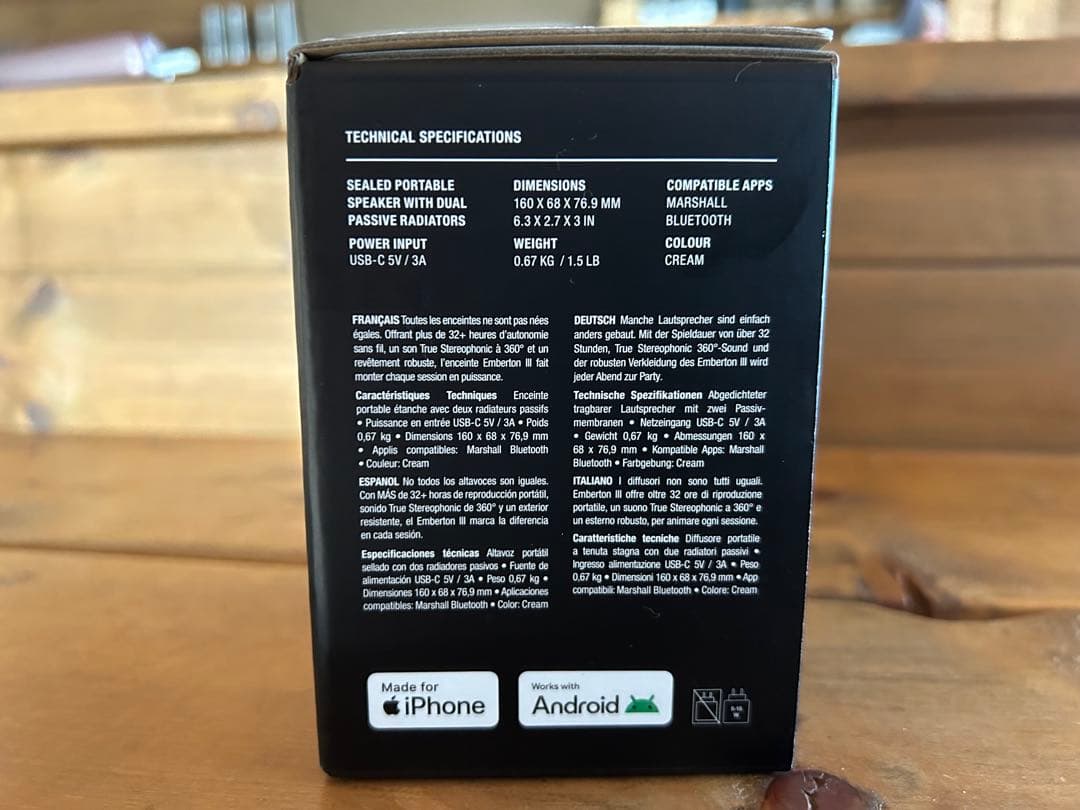 TECHNICAL SPECIFICATIONS
SEALED PORTABLE
SPEAKER WITH DUAL
PASSIVE RADIATORS
POWER INPUT
USB-C 5V / 3A
DIMENSIONS
160 X 68 X 76.9 MM
6.3 X 2.7 X 3 IN
WEIGHT
0.67 KG / 1.5 LB
COMPATIBLE APPS
MARSHALL
BLUETOOTH
COLOUR
CREAM
FRANÇAIS Toutes les enceintes ne sont pas nées
égales. Offrant plus de 32+ heures d'autonomie
sans fil, un son True Stereophonic à 360° et un
revêtement robuste, l'enceinte Emberton III fait
monter chaque session en puissance.
Caractéristiques Techniques Enceinte
portable étanche avec deux radiateurs passifs
• Puissance en entrée USB-C 5V / 3A • Poids
0,67 kg • Dimensions 160 x 68 x 76,9 mm
• Applis compatibles: Marshall Bluetooth
• Couleur: Cream
ESPANOL No todos los altavoces son iguales.
Con MÁS de 32+ horas de reproducción portátil,
sonido True Stereophonic de 360° y un exterior
resistente, el Emberton III marca la diferencia
en cada sesión.
Especificaciones técnicas Altavoz portátil
sellado con dos radiadores pasivos • Fuente de
alimentación USB-C 5V / 3A • Peso 0,67 kg •
Dimensiones 160 x 68 x 76,9 mm • Aplicaciones
compatibles: Marshall Bluetooth • Color: Cream
DEUTSCH Manche Lautsprecher sind einfach
anders gebaut. Mit der Spieldauer von über 32
Stunden, True Stereophonic 360°-Sound und
der robusten Verkleidung des Emberton III wird
jeder Abend zur Party.
Technische Spezifikationen Abgedichteter
tragbarer Lautsprecher mit zwei Passiv-
membranen • Netzeingang USB-C 5V / 3A
• Gewicht 0,67 kg • Abmessungen 160 x
68 x 76,9 mm • Kompatible Apps: Marshall
Bluetooth • Farbgebung: Cream
ITALIANO I diffusori non sono tutti uguali.
Emberton III offre oltre 32 ore di riproduzione
portatile, un suono True Stereophonic a 360° e
un esterno robusto, per animare ogni sessione.
Caratteristiche tecniche Diffusore portatile
a tenuta stagna con due radiatori passivi •
Ingresso alimentazione USB-C 5V / 3A • Peso
0,67 kg • Dimensioni 160 x 68 x 76,9 mm • App
compatibili: Marshall Bluetooth • Colore: Cream
Made for
iPhone
Works with
Android
W